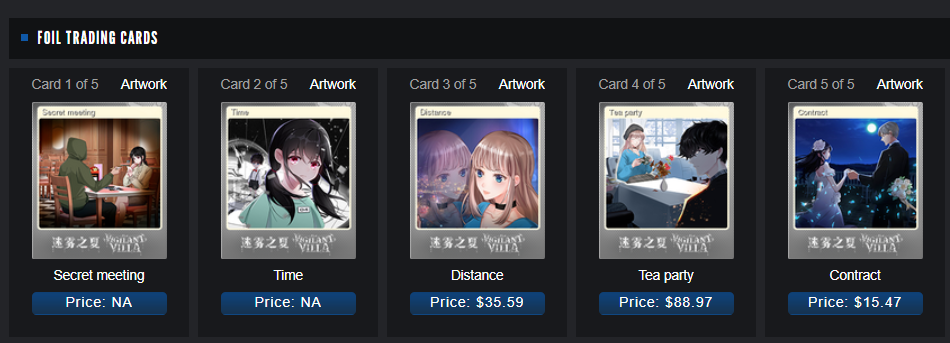 FOIL TRADING CARDS
Card 1 of 5 Artwork
Secret meeting
迷雾之夏 VIGILANT VILLA
Secret meeting
Price: NA
Card 2 of 5 Artwork
Time
迷雾之夏 VIGILANT VILLA
Time
Price: NA
Card 3 of 5 Artwork
Distance
迷雾之夏 VIGILANT VILLA
Distance
Price: $35.59
Card 4 of 5 Artwork
Tea party
迷雾之夏 VIGILANT VILLA
Tea party
Price: $88.97
Card 5 of 5 Artwork
Contract
迷雾之夏 VIGILANT VILLA
Contract
Price: $15.47